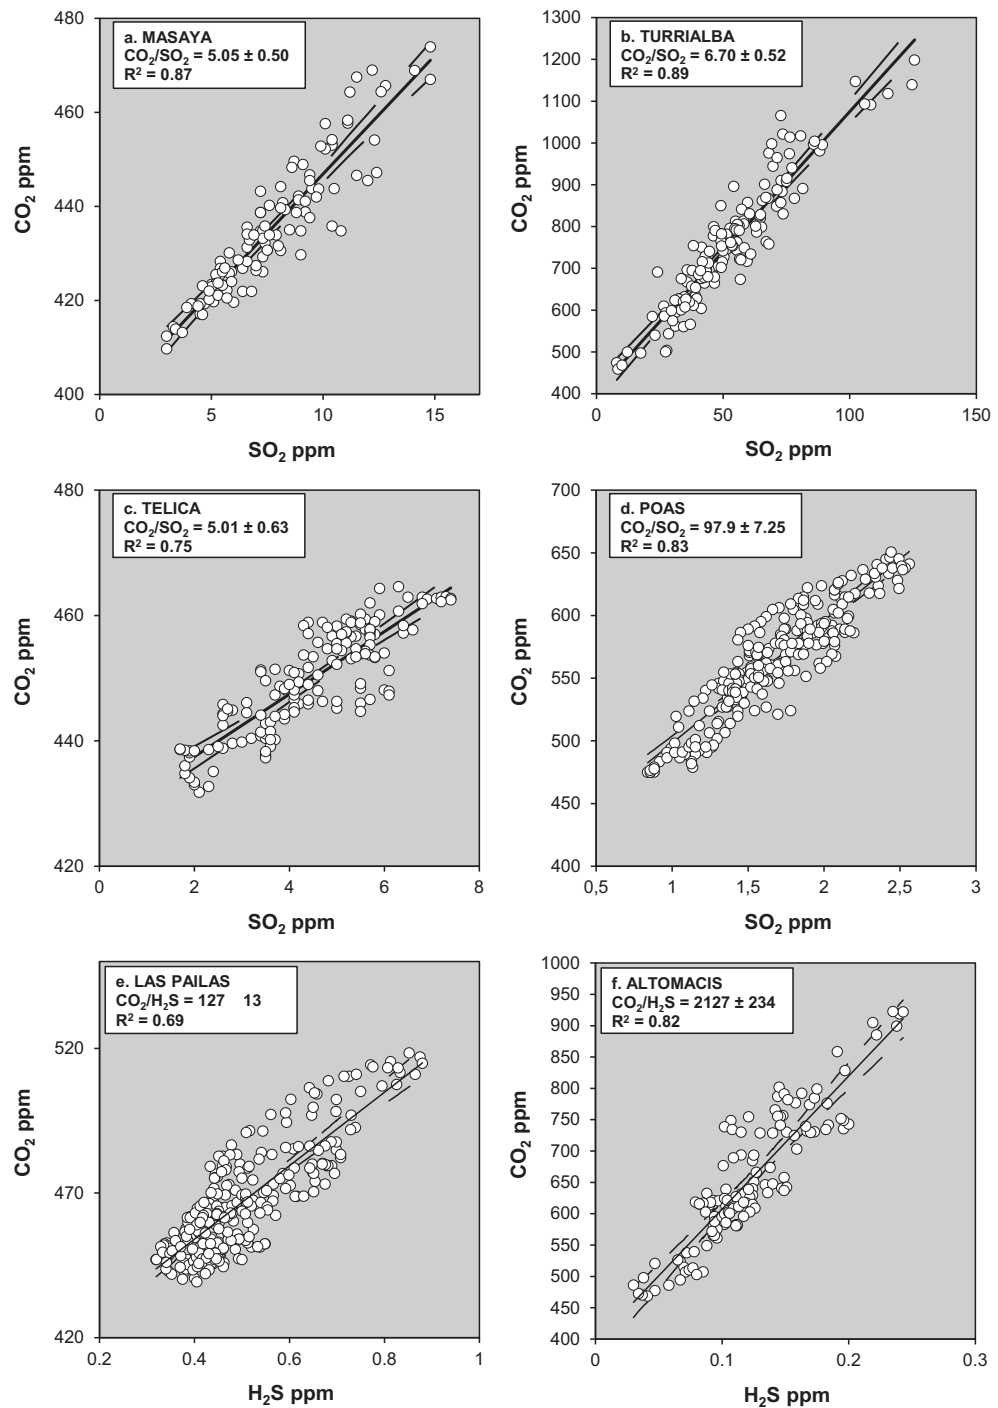 a. MASAYA
CO₂/SO₂ = 5.05 ± 0.50
R² = 0.87
480
460
440
420
400
CO₂ ppm
0 5 10 15
SO₂ ppm
b. TURRIALBA
CO₂/SO₂ = 6.70 ± 0.52
R² = 0.89
1300
1200
1100
1000
900
800
700
600
500
400
CO₂ ppm
0 50 100 150
SO₂ ppm
c. TELICA
CO₂/SO₂ = 5.01 ± 0.63
R² = 0.75
480
460
440
420
CO₂ ppm
0 2 4 6 8
SO₂ ppm
d. POAS
CO₂/SO₂ = 97.9 ± 7.25
R² = 0.83
700
650
600
550
500
450
400
CO₂ ppm
0,5 1 1,5 2 2,5 3
SO₂ ppm
e. LAS PAILAS
CO₂/H₂S = 127 13
R² = 0.69
520
470
420
CO₂ ppm
0.2 0.4 0.6 0.8 1
H₂S ppm
f. ALTOMACIS
CO₂/H₂S = 2127 ± 234
R² = 0.82
1000
950
900
850
800
750
700
650
600
550
500
450
400
CO₂ ppm
0 0.1 0.2 0.3
H₂S ppm